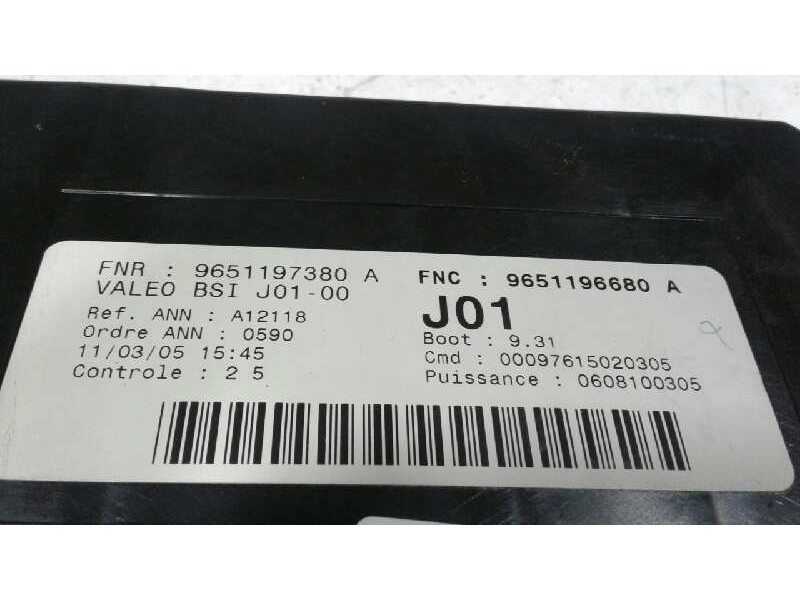 FNR : 9651197380 A
VALEO BSI J01-00
Ref. ANN : A12118
Ordre ANN : 0590
11/03/05 15:45
Controle : 2 5
FNC : 9651196680 A
J01
Boot : 9.31
Cmd : 00097615020305
Puissance : 0608100305